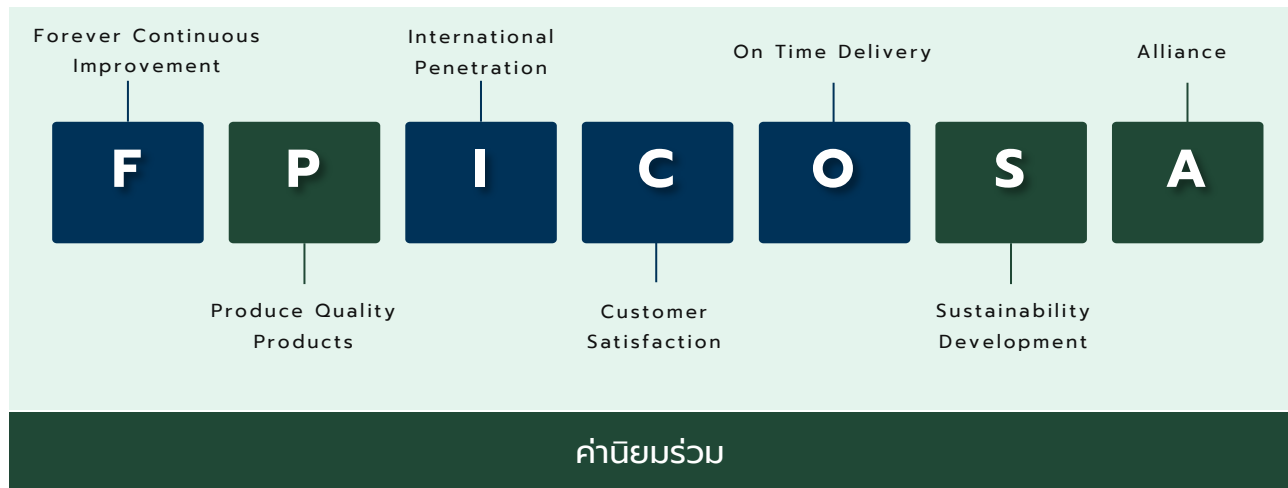 Forever Continuous
Improvement
International
Penetration
On Time Delivery
Alliance
F
P
I
C
O
S
A
Produce Quality
Products
Customer
Satisfaction
Sustainability
Development
ค่านิยมร่วม